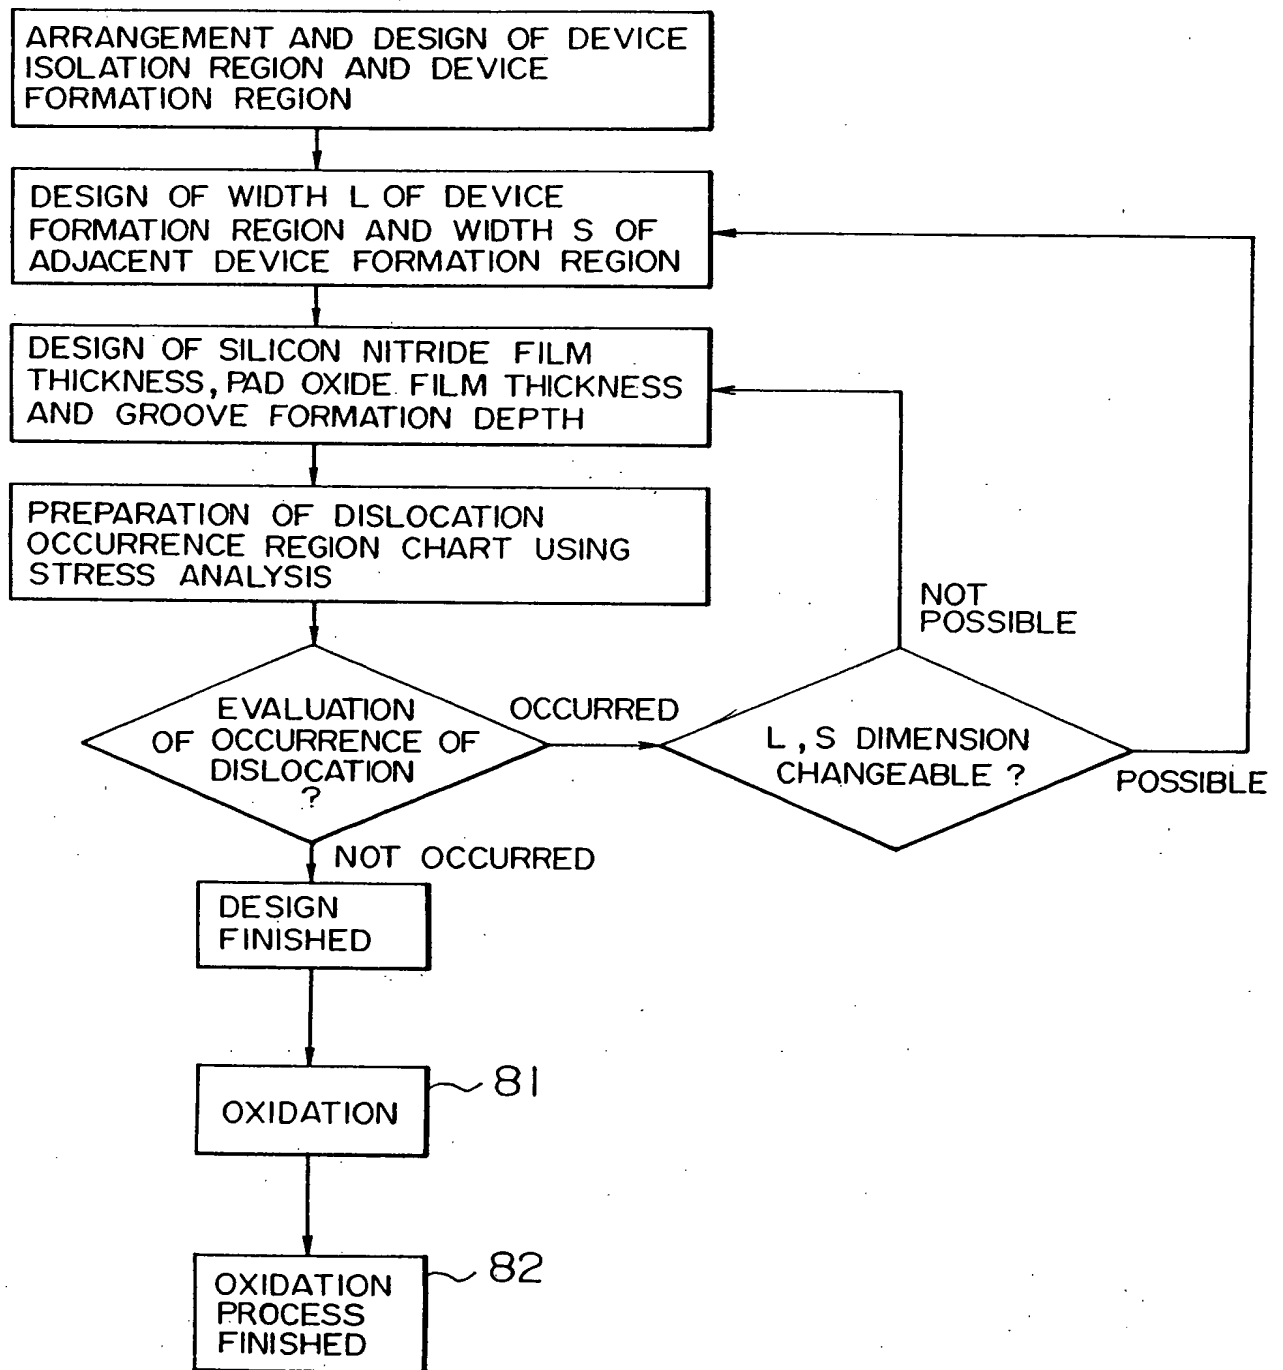 ARRANGEMENT AND DESIGN OF DEVICE
ISOLATION REGION AND DEVICE
FORMATION REGION
DESIGN OF WIDTH L OF DEVICE
FORMATION REGION AND WIDTH S OF
ADJACENT DEVICE FORMATION REGION
DESIGN OF SILICON NITRIDE FILM
THICKNESS, PAD OXIDE FILM THICKNESS
AND GROOVE FORMATION DEPTH
PREPARATION OF DISLOCATION
OCCURRENCE REGION CHART USING
STRESS ANALYSIS
NOT
POSSIBLE
EVALUATION
OF OCCURRENCE OF
DISLOCATION
?
OCCURRED
L, S DIMENSION
CHANGEABLE ?
POSSIBLE
NOT OCCURRED
DESIGN
FINISHED
OXIDATION
81
OXIDATION
PROCESS
FINISHED
82